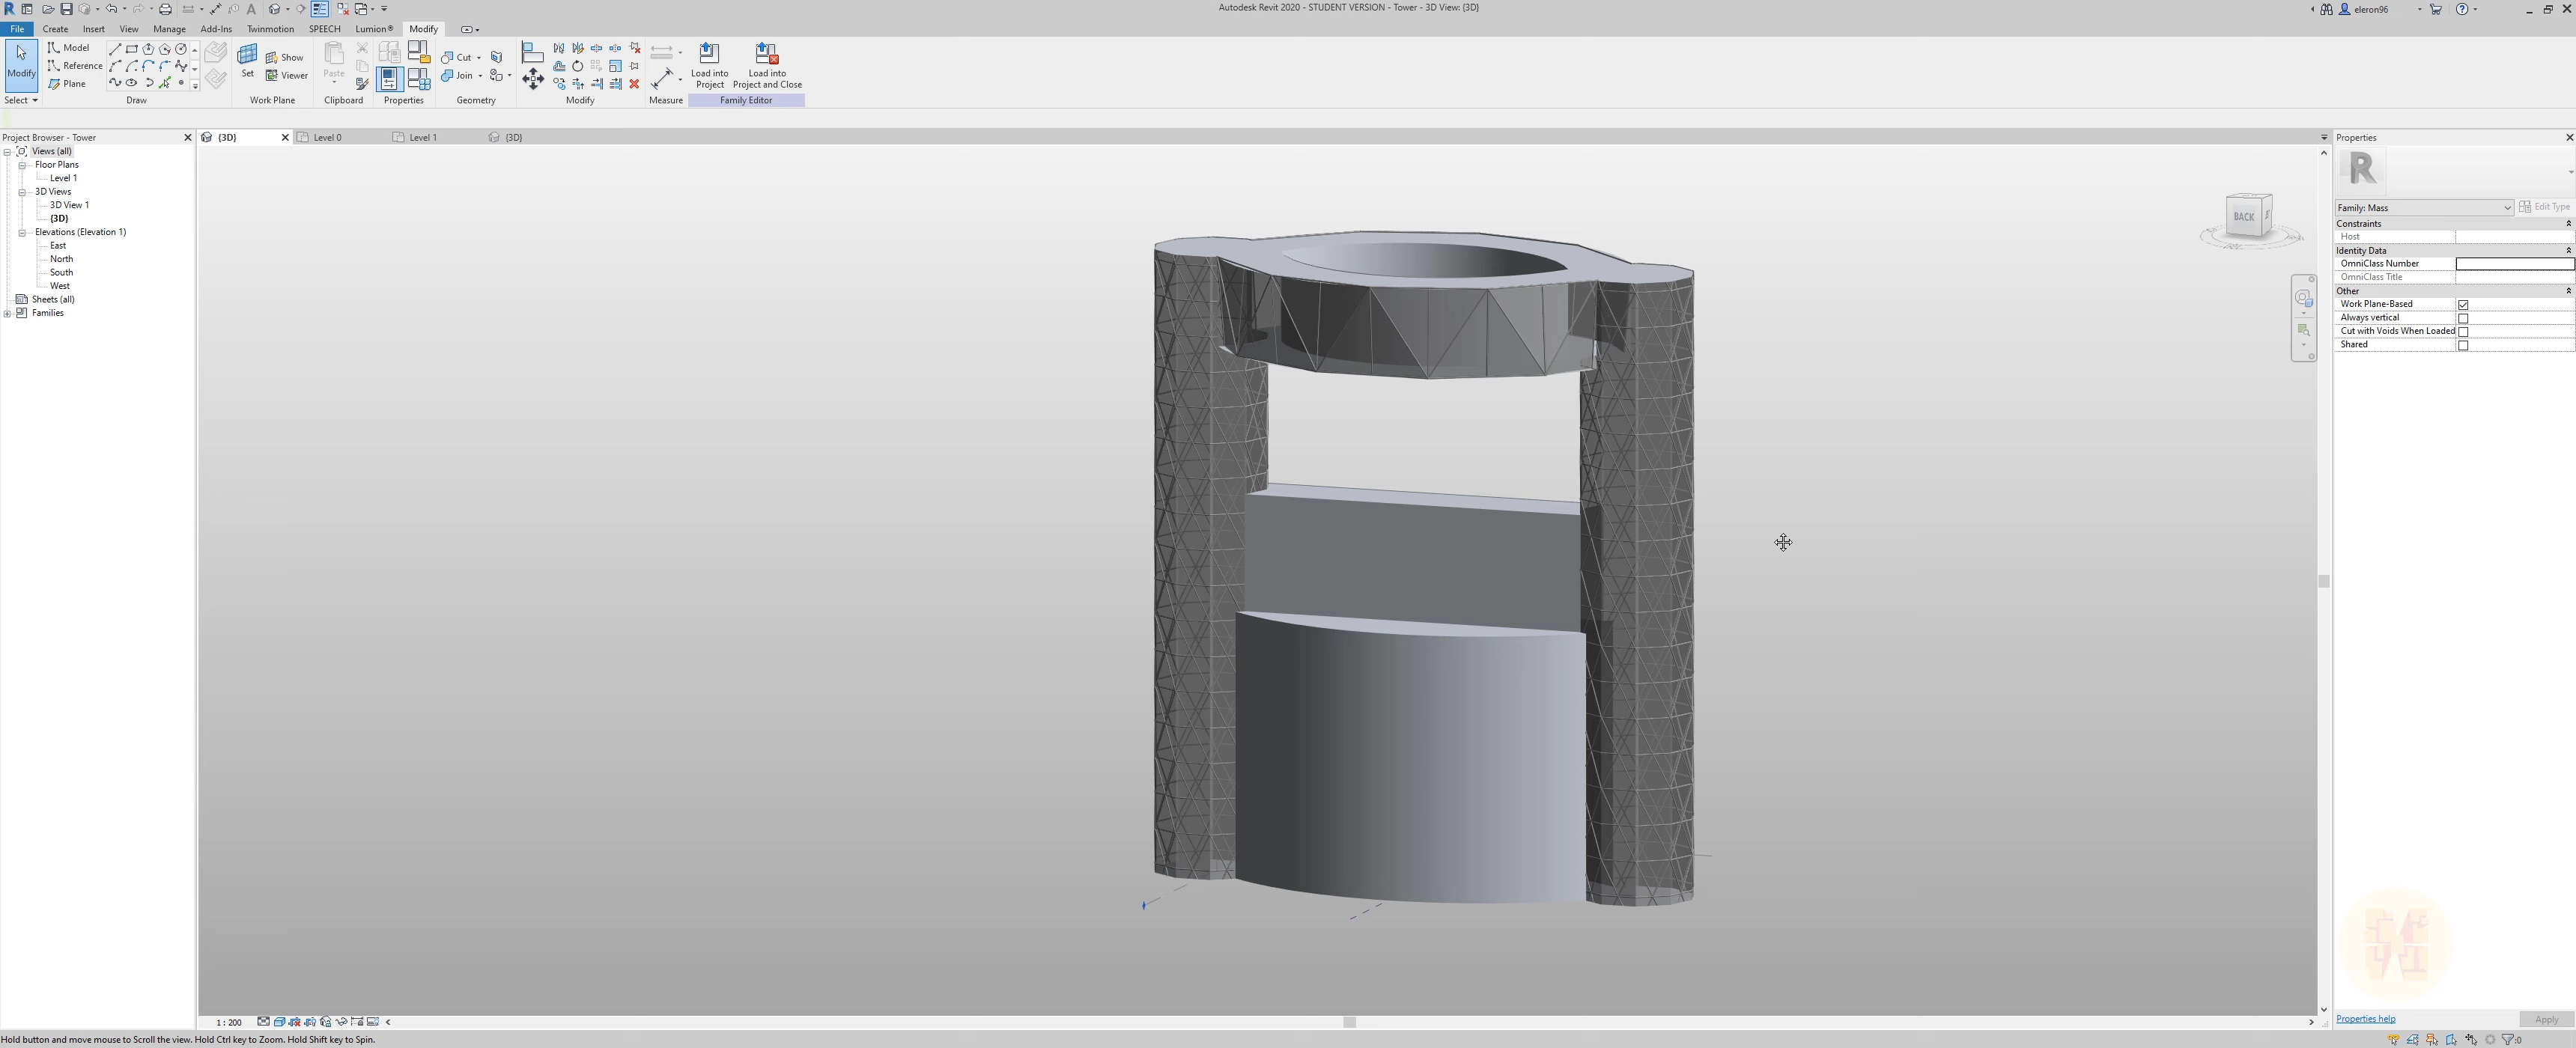 Autodesk Revit 2020 - STUDENT VERSION - Tower - 3D View: {3D}
eleron96
File Create Insert View Manage Add-Ins Twinmotion SPEECH Lumion® Modify
Modify
Model
Reference
Plane
Set
Show
Viewer
Paste
Cut
Join
Load into
Project
Load into
Project and Close
Select Draw Work Plane Clipboard Properties Geometry Modify Measure Family Editor
Project Browser - Tower
{3D} Level 0 Level 1 {3D}
Properties
Views (all)
Floor Plans
Level 1
3D Views
3D View 1
{3D}
Elevations (Elevation 1)
East
North
South
West
Sheets (all)
Families
BACK
R
Family: Mass
Edit Type
Constraints
Host
Identity Data
OmniClass Number
OmniClass Title
Other
Work Plane-Based
Always vertical
Cut with Voids When Loaded
Shared
Properties help
Apply
1 : 200
Hold button and move mouse to Scroll the view. Hold Ctrl key to Zoom. Hold Shift key to Spin.
:0